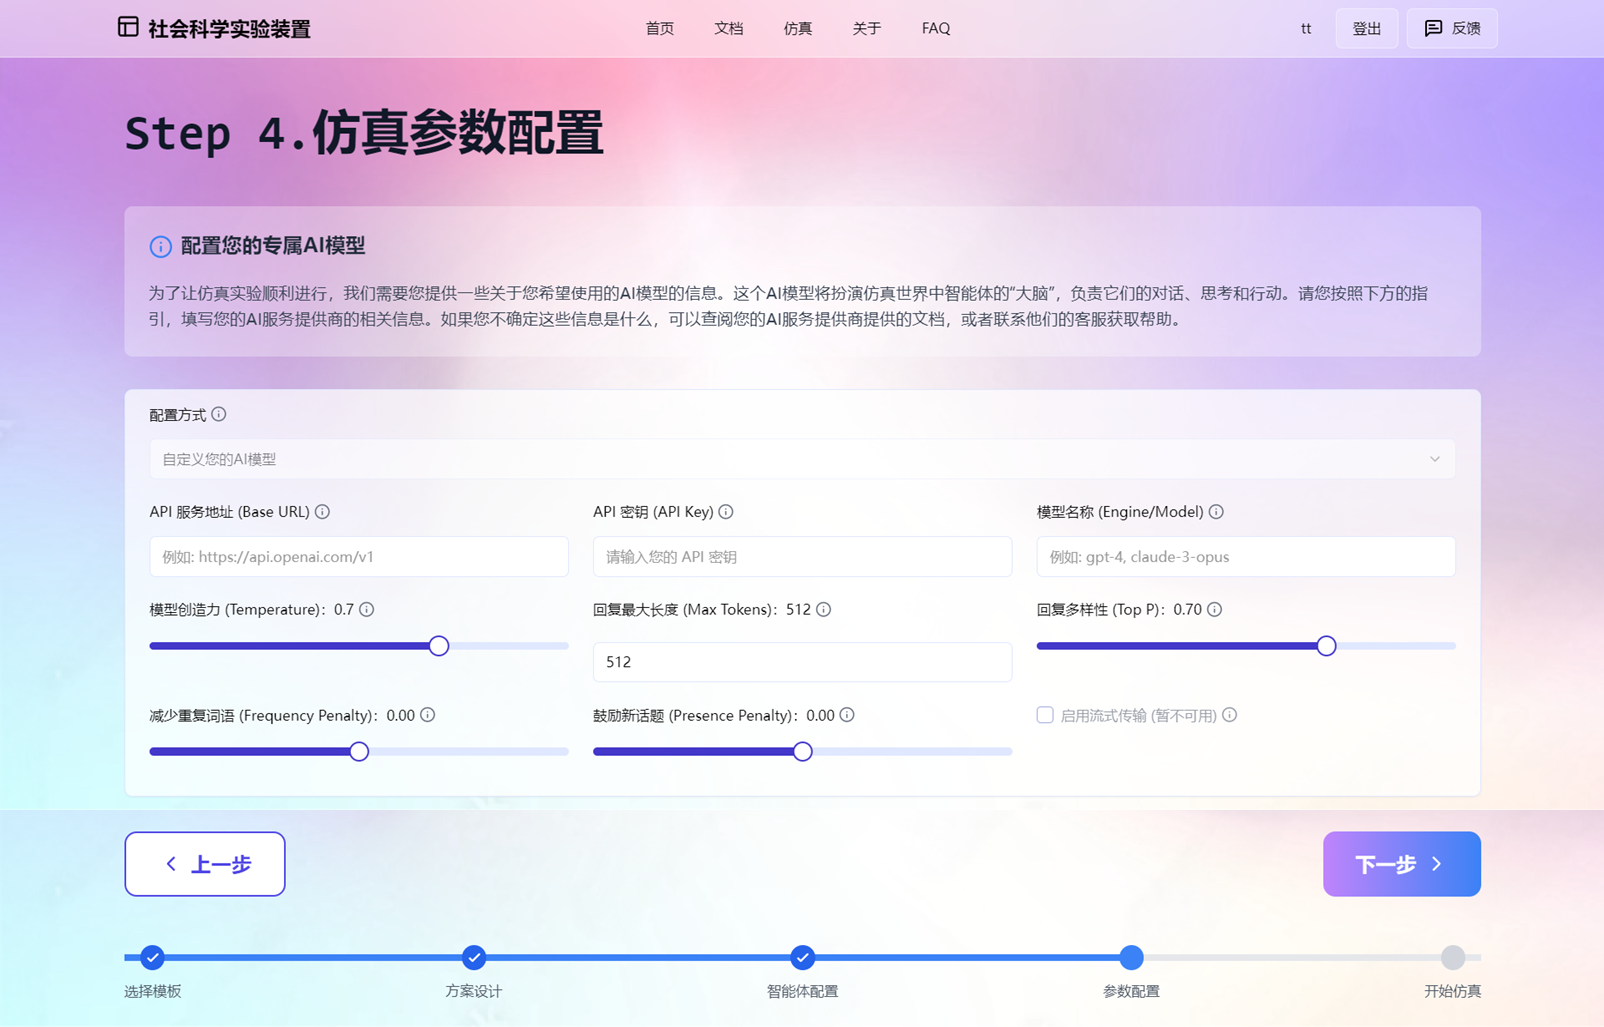 社会科学实验装置
首页 文档 仿真 关于 FAQ
tt 登出 反馈
Step 4.仿真参数配置
配置您的专属AI模型
为了让仿真实验顺利进行，我们需要您提供一些关于您希望使用的AI模型的信息。这个AI模型将扮演仿真世界中智能体的“大脑”，负责它们的对话、思考和行动。请您按照下方的指
引，填写您的AI服务提供商的相关信息。如果您不确定这些信息是什么，可以查阅您的AI服务提供商提供的文档，或者联系他们的客服获取帮助。
配置方式
自定义您的AI模型
API 服务地址 (Base URL) API 密钥 (API Key) 模型名称 (Engine/Model)
例如: https://api.openai.com/v1 请输入您的 API 密钥 例如: gpt-4, claude-3-opus
模型创造力 (Temperature)：0.7 回复最大长度 (Max Tokens)：512 回复多样性 (Top P)：0.70
512
减少重复词语 (Frequency Penalty)：0.00 鼓励新话题 (Presence Penalty)：0.00 启用流式传输 (暂不可用)
上一步 下一步
选择模板 方案设计 智能体配置 参数配置 开始仿真